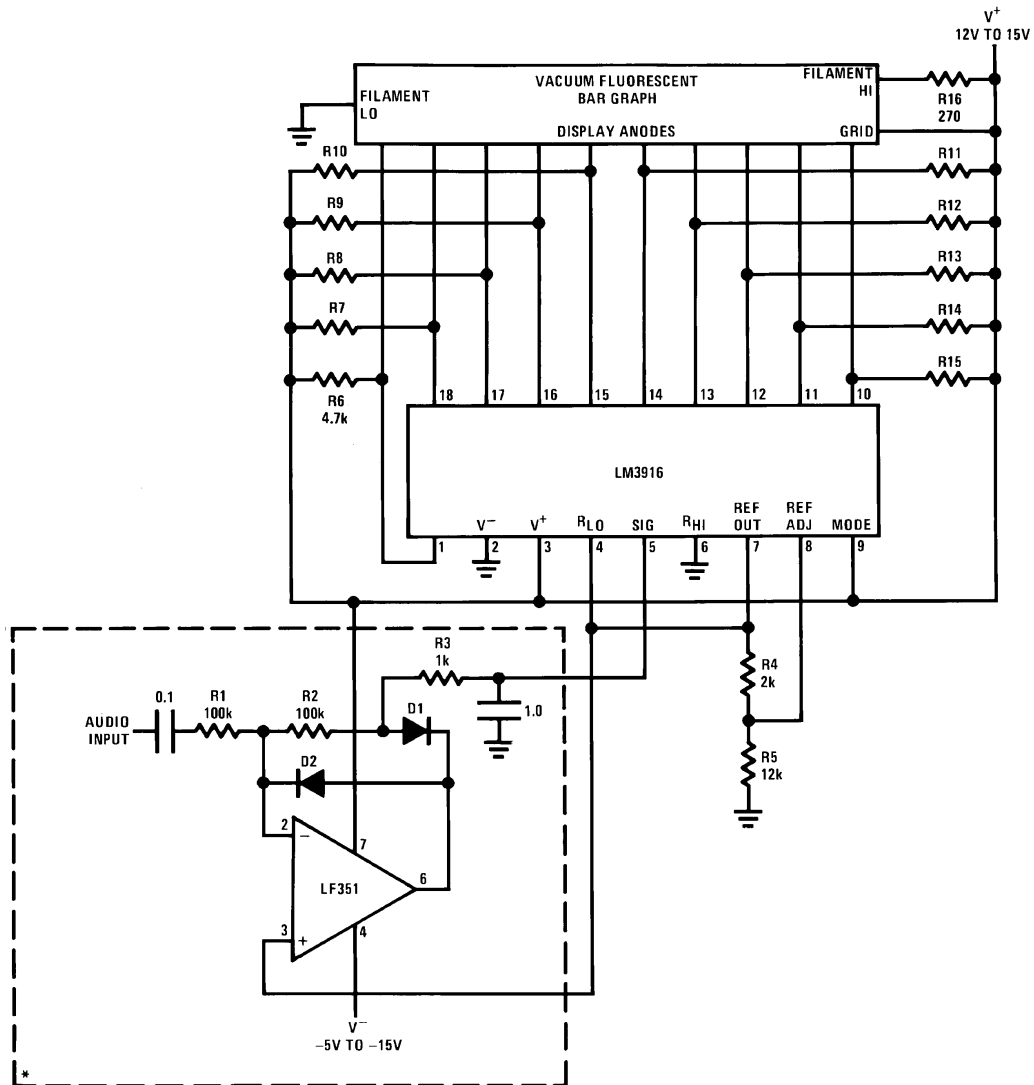 V+
12V TO 15V
VACUUM FLUORESCENT
BAR GRAPH
FILAMENT
HI
FILAMENT
LO
DISPLAY ANODES
GRID
R16
270
R10
R11
R9
R12
R8
R13
R7
R14
R6
4.7k
R15
18
17
16
15
14
13
12
11
10
LM3916
V−
V+
RLO
SIG
RHI
REF
OUT
REF
ADJ
MODE
1
2
3
4
5
6
7
8
9
R3
1k
R4
2k
0.1
R1
100k
R2
100k
D1
1.0
AUDIO
INPUT
R5
12k
D2
2
−
7
LF351
6
3
+
4
V−
−5V TO −15V
*